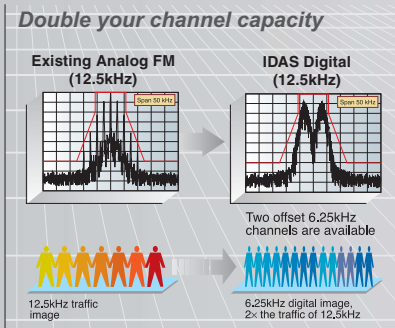 Double your channel capacity
Existing Analog FM
(12.5kHz)
IDAS Digital
(12.5kHz)
Span 50 kHz
Span 50 kHz
Two offset 6.25kHz
channels are available
12.5kHz traffic
image
6.25kHz digital image,
2× the traffic of 12.5kHz